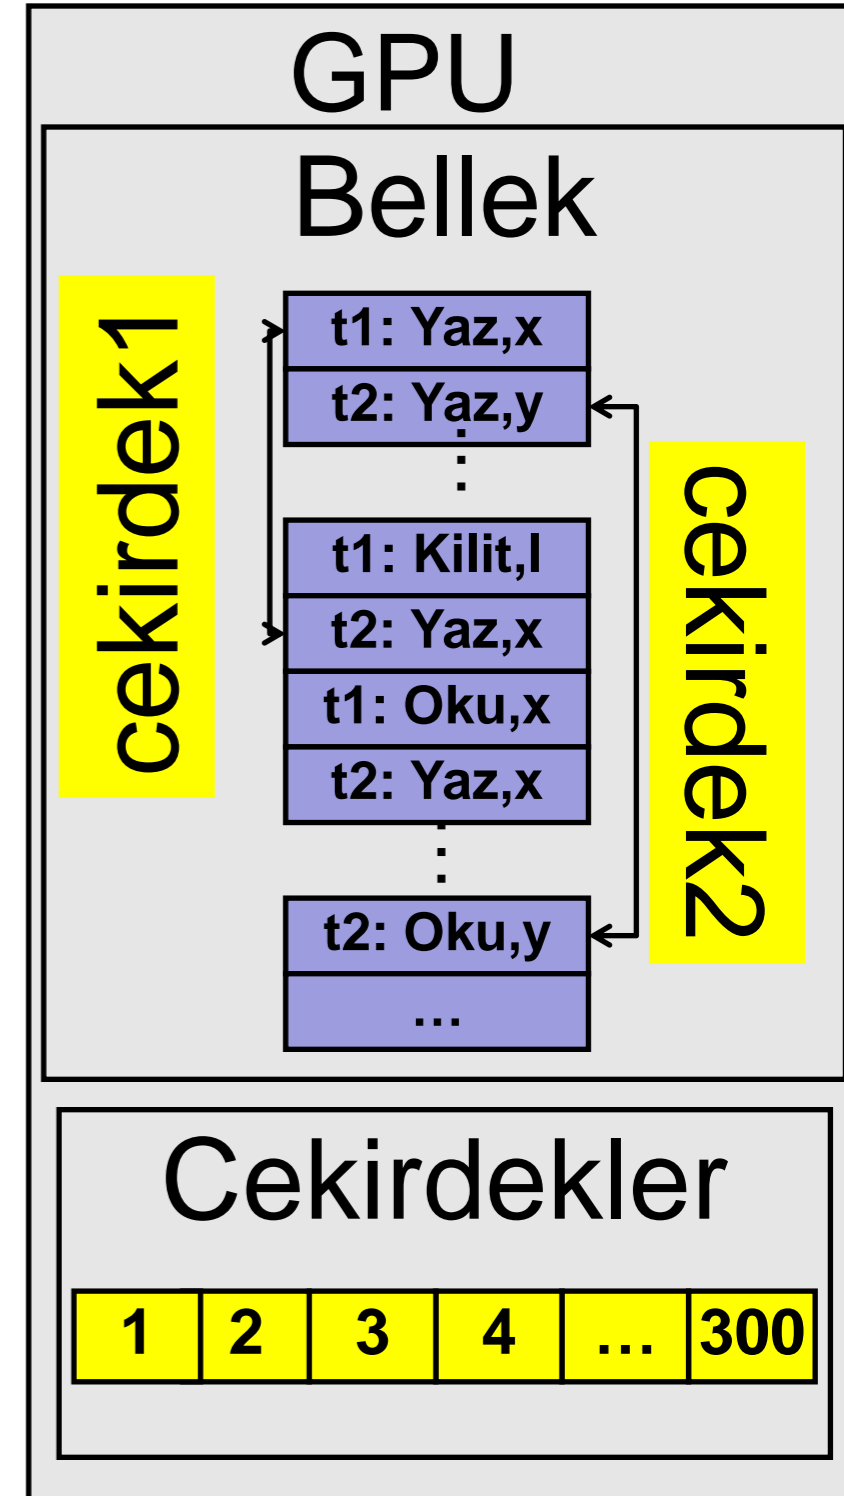 GPU
Bellek
cekirdek1
t1: Yaz,x
t2: Yaz,y
⋮
t1: Kilit,l
t2: Yaz,x
t1: Oku,x
t2: Yaz,x
⋮
t2: Oku,y
…
cekirdek2
Cekirdekler
1 2 3 4 … 300